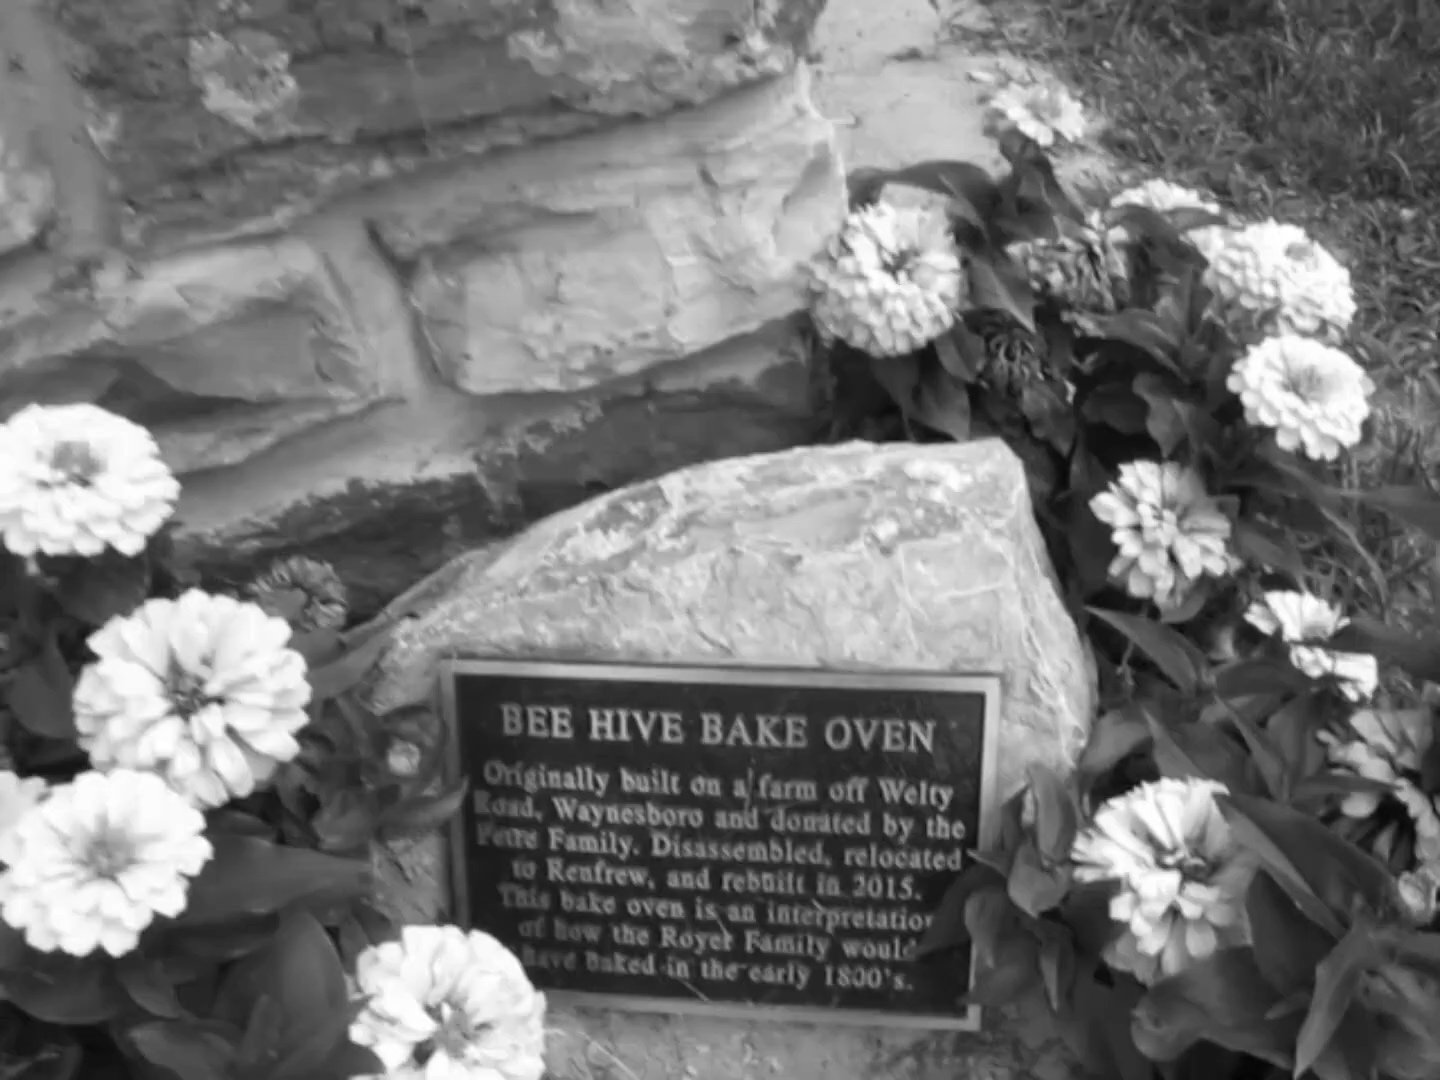 BEE HIVE BAKE OVEN
Originally built on a farm off Welty
Road, Waynesboro and donated by the
Petre Family. Disassembled, relocated
to Renfrew, and rebuilt in 2015.
This bake oven is an interpretation
of how the Royer Family would
have baked in the early 1800's.